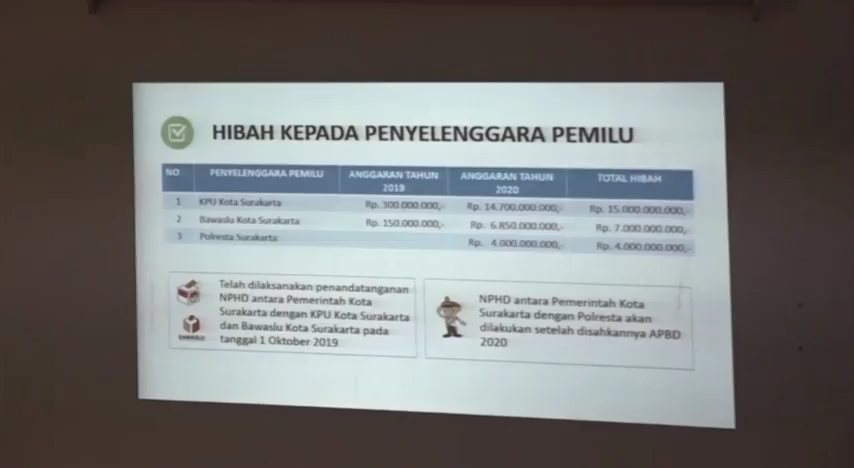 HIBAH KEPADA PENYELENGGARA PEMILU
NO PENYELENGGARA PEMILU ANGGARAN TAHUN 2019 ANGGARAN TAHUN 2020 TOTAL HIBAH
1 KPU Kota Surakarta Rp. 300.000.000,- Rp. 14.700.000.000,- Rp. 15.000.000.000,-
2 Bawaslu Kota Surakarta Rp. 150.000.000,- Rp. 6.850.000.000,- Rp. 7.000.000.000,-
3 Polresta Surakarta Rp. 4.000.000.000,- Rp. 4.000.000.000,-
Telah dilaksanakan penandatanganan
NPHD antara Pemerintah Kota
Surakarta dengan KPU Kota Surakarta
dan Bawaslu Kota Surakarta pada
tanggal 1 Oktober 2019
BAWASLU
NPHD antara Pemerintah Kota
Surakarta dengan Polresta akan
dilakukan setelah disahkannya APBD
2020